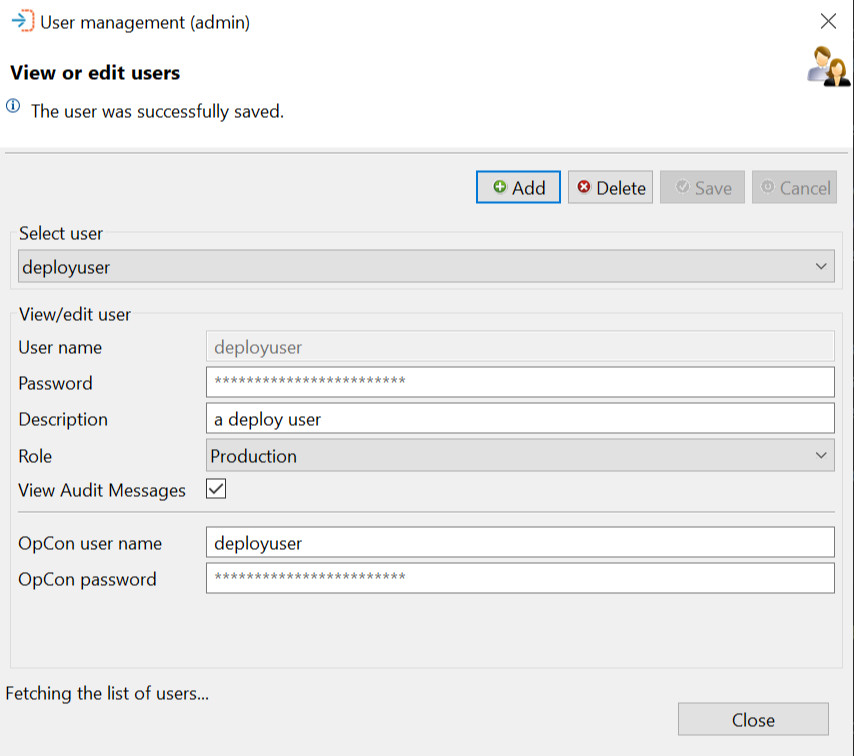 User management (admin)
View or edit users
The user was successfully saved.
Add Delete Save Cancel
Select user
deployuser
View/edit user
User name deployuser
Password ************************
Description a deploy user
Role Production
View Audit Messages
OpCon user name deployuser
OpCon password ************************
Fetching the list of users...
Close